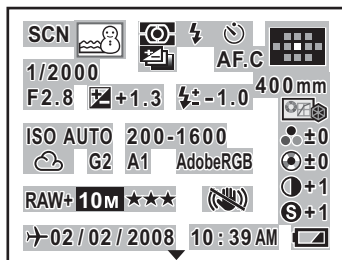 SCN
AF.C
1/2000
400mm
F2.8 +1.3 -1.0
±0
ISO AUTO 200-1600
±0
G2 A1 AdobeRGB
+1
RAW+ 10M ★★★
S+1
02/02/2008 10:39AM